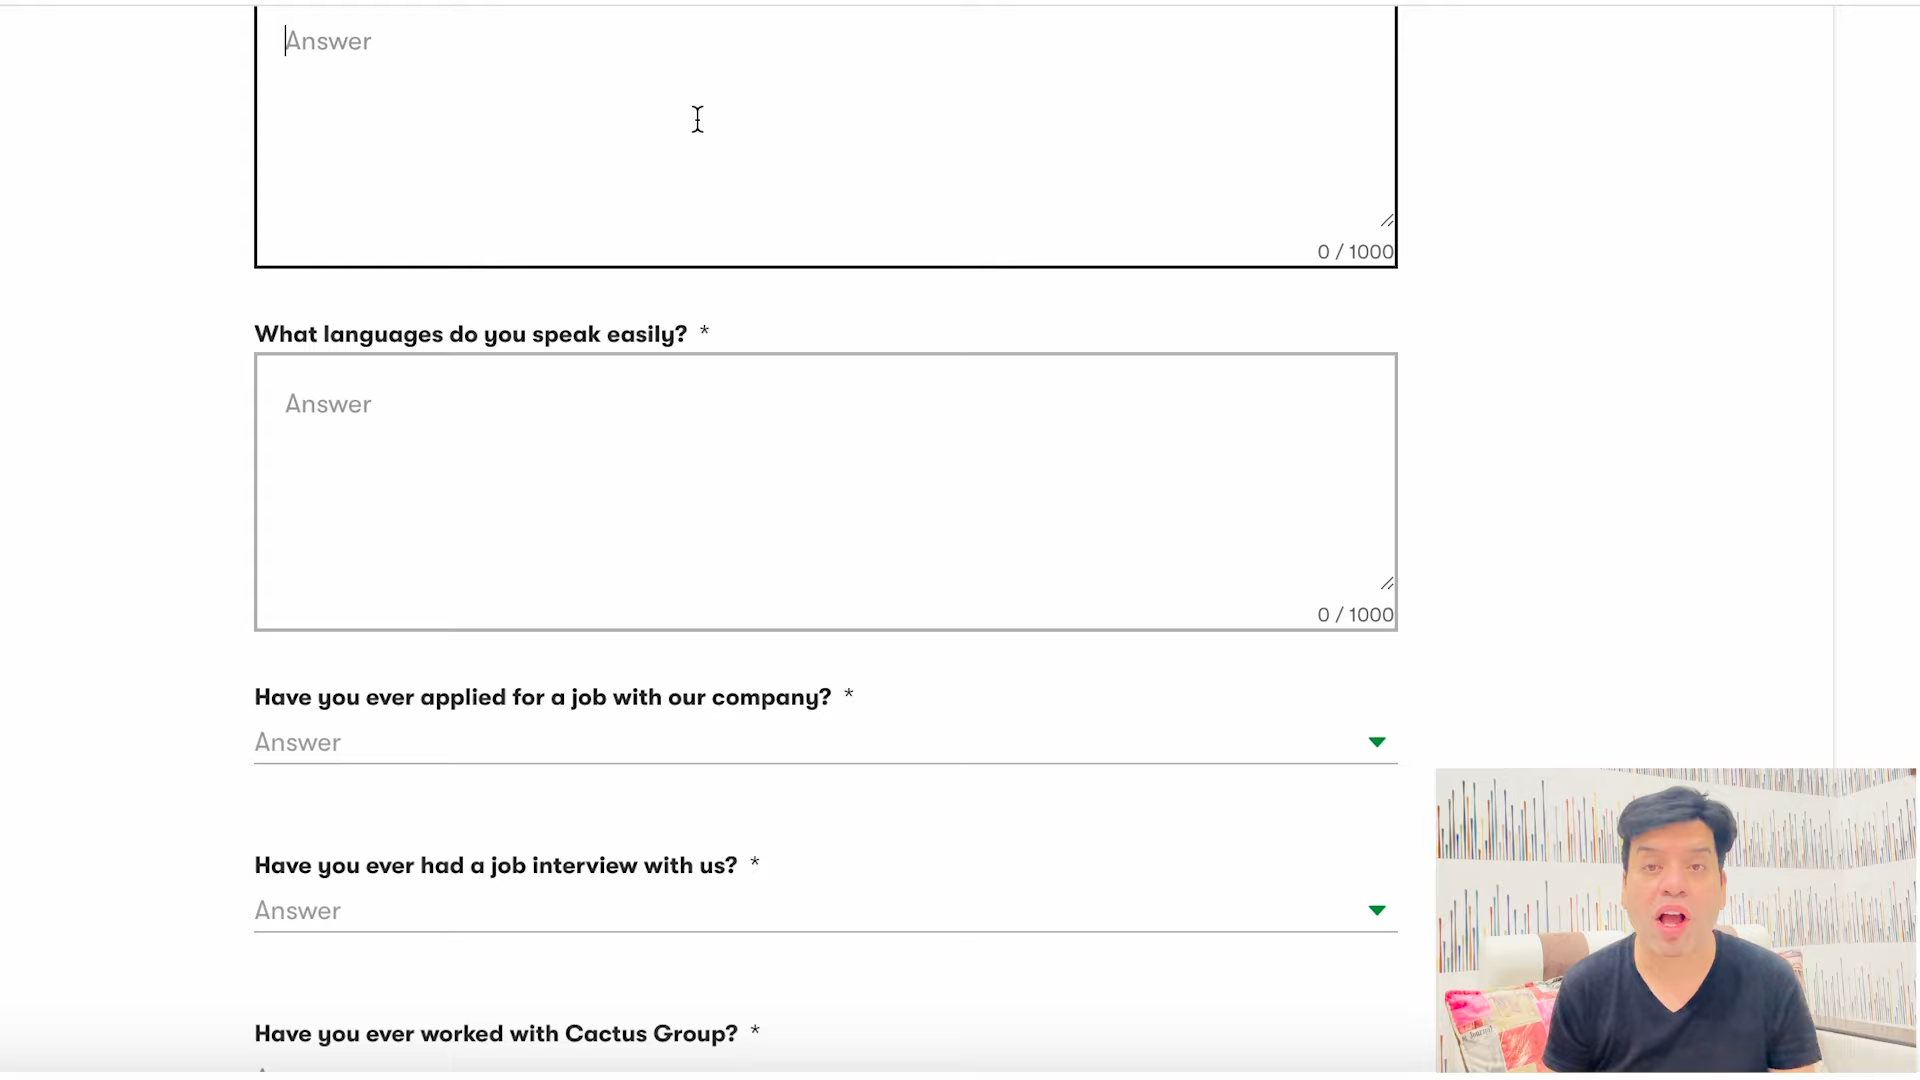 Answer
0 / 1000
What languages do you speak easily? *
Answer
0 / 1000
Have you ever applied for a job with our company? *
Answer
Have you ever had a job interview with us? *
Answer
Have you ever worked with Cactus Group? *